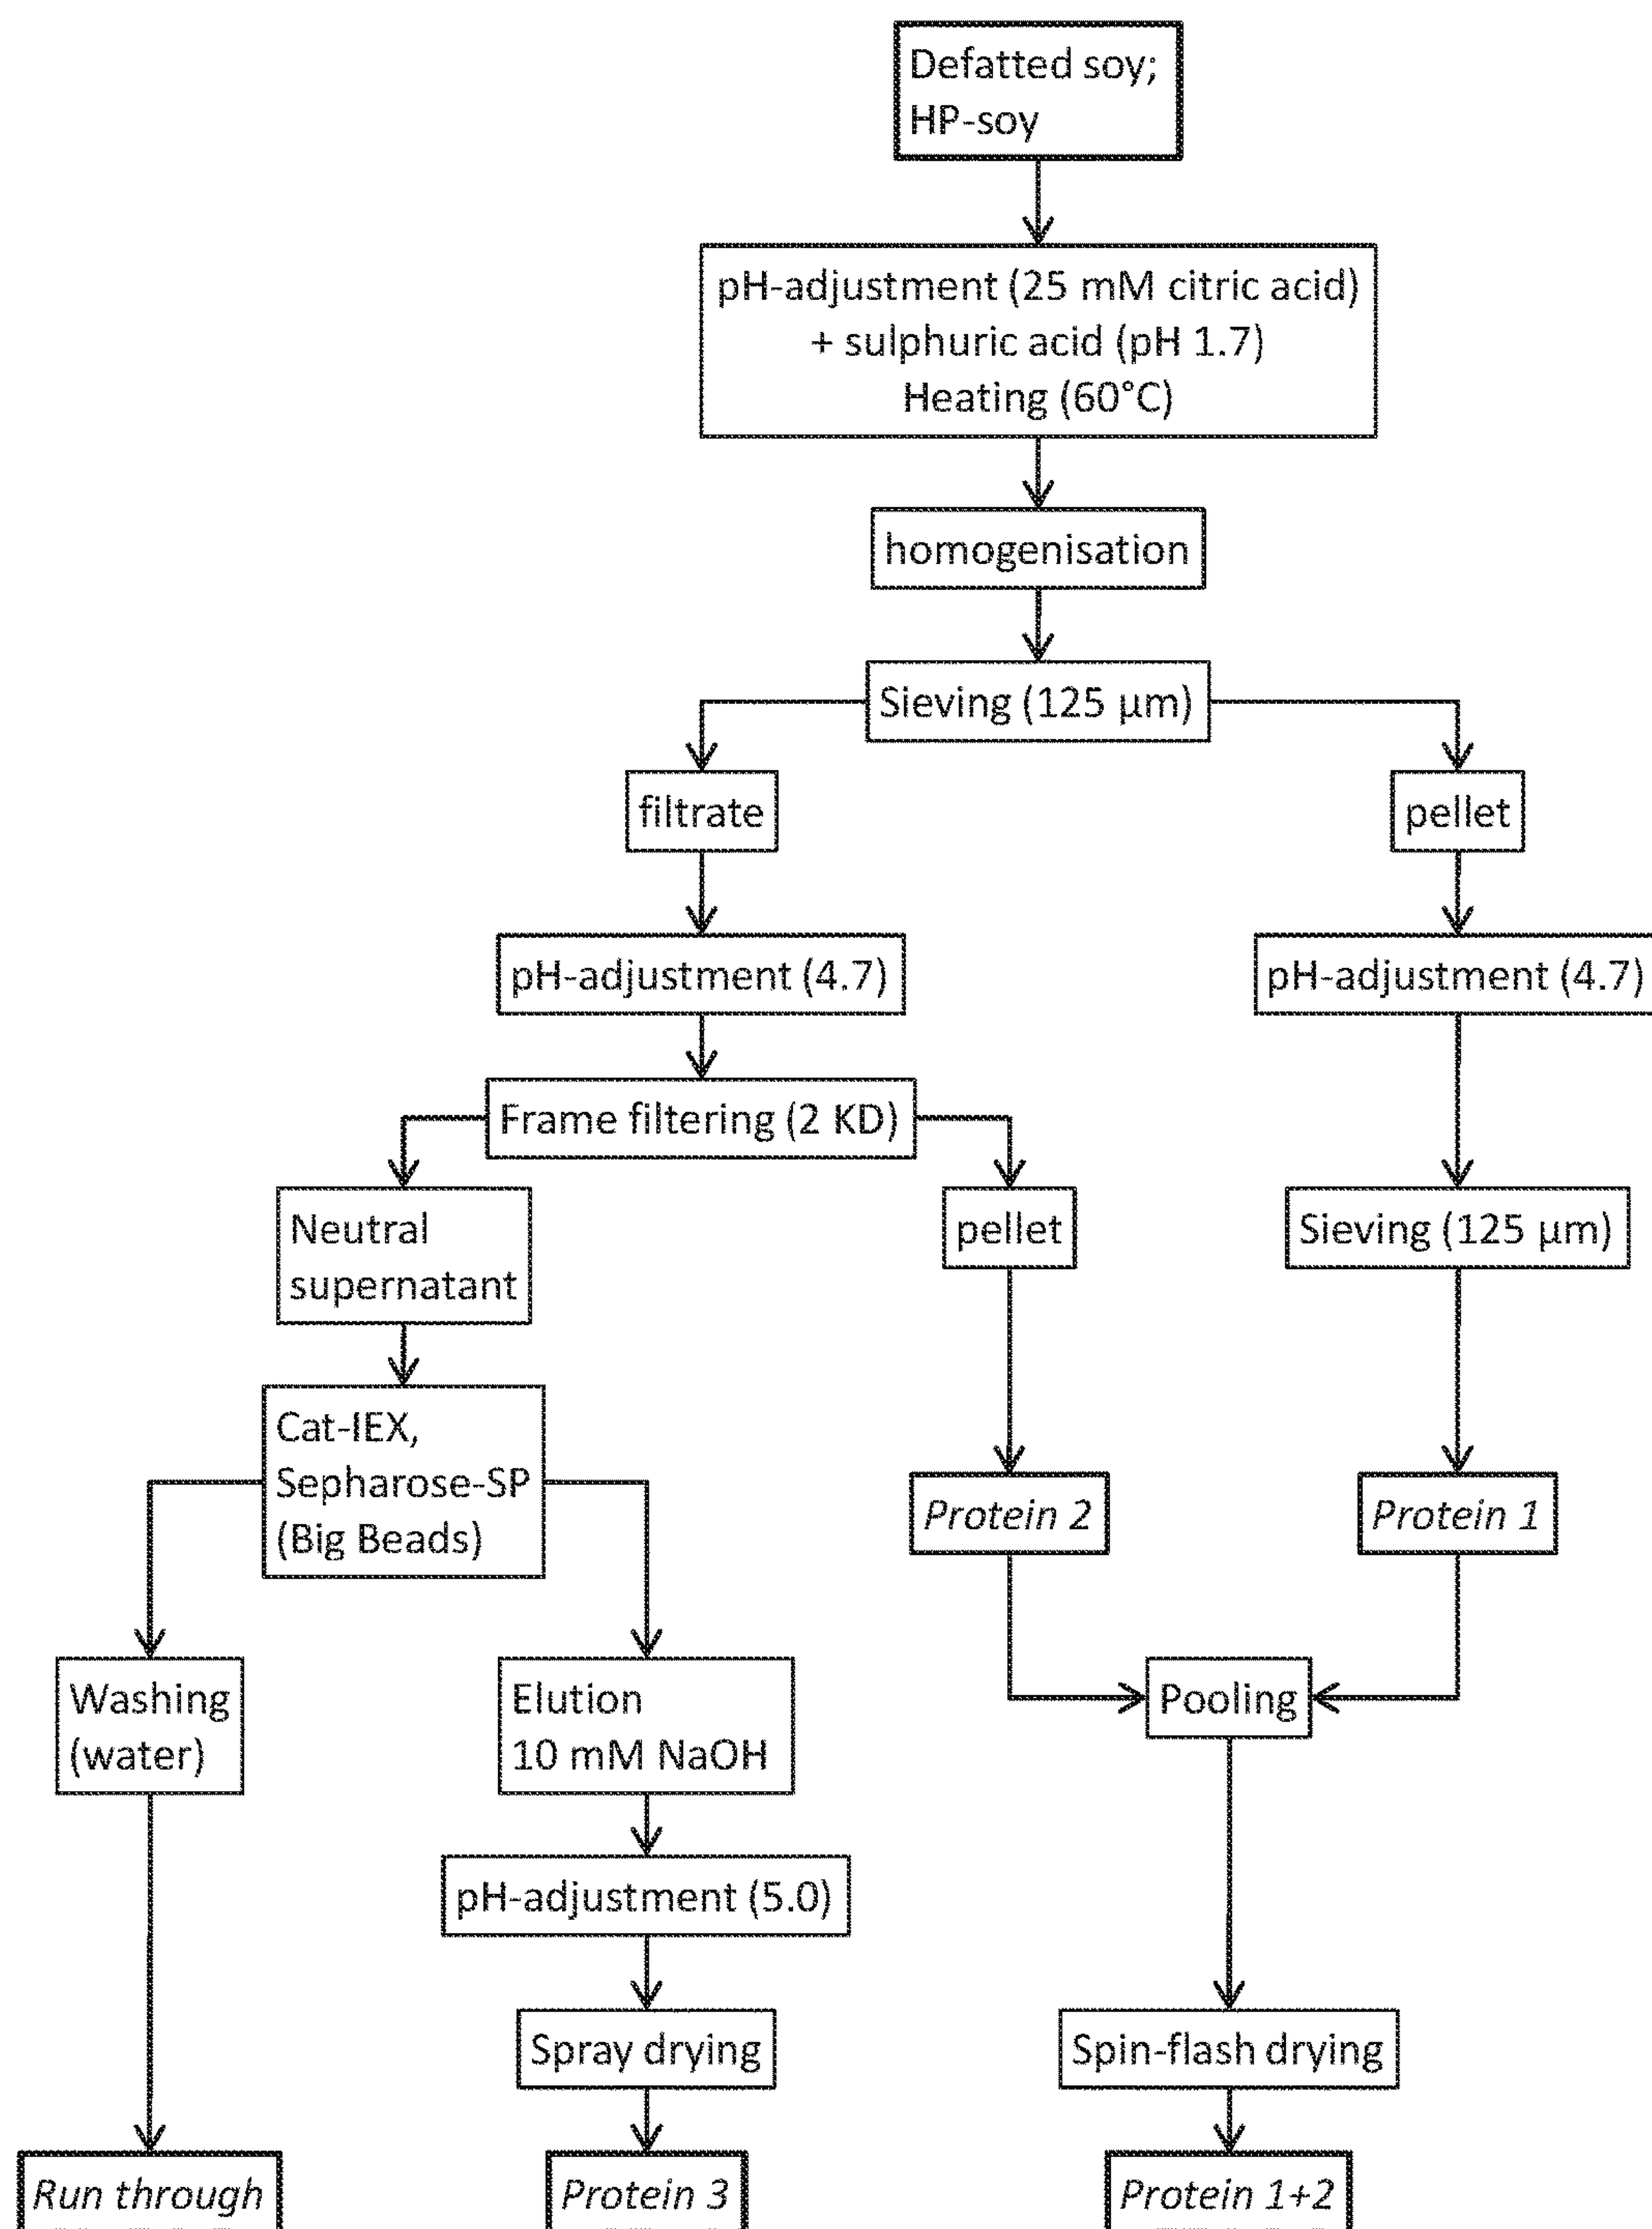 Defatted soy;
HP-soy
pH-adjustment (25 mM citric acid)
+ sulphuric acid (pH 1.7)
Heating (60°C)
homogenisation
Sieving (125 µm)
filtrate
pellet
pH-adjustment (4.7)
pH-adjustment (4.7)
Frame filtering (2 KD)
Neutral
supernatant
pellet
Sieving (125 µm)
Cat-IEX,
Sepharose-SP
(Big Beads)
Protein 2
Protein 1
Washing
(water)
Elution
10 mM NaOH
Pooling
pH-adjustment (5.0)
Spray drying
Spin-flash drying
Run through
Protein 3
Protein 1+2